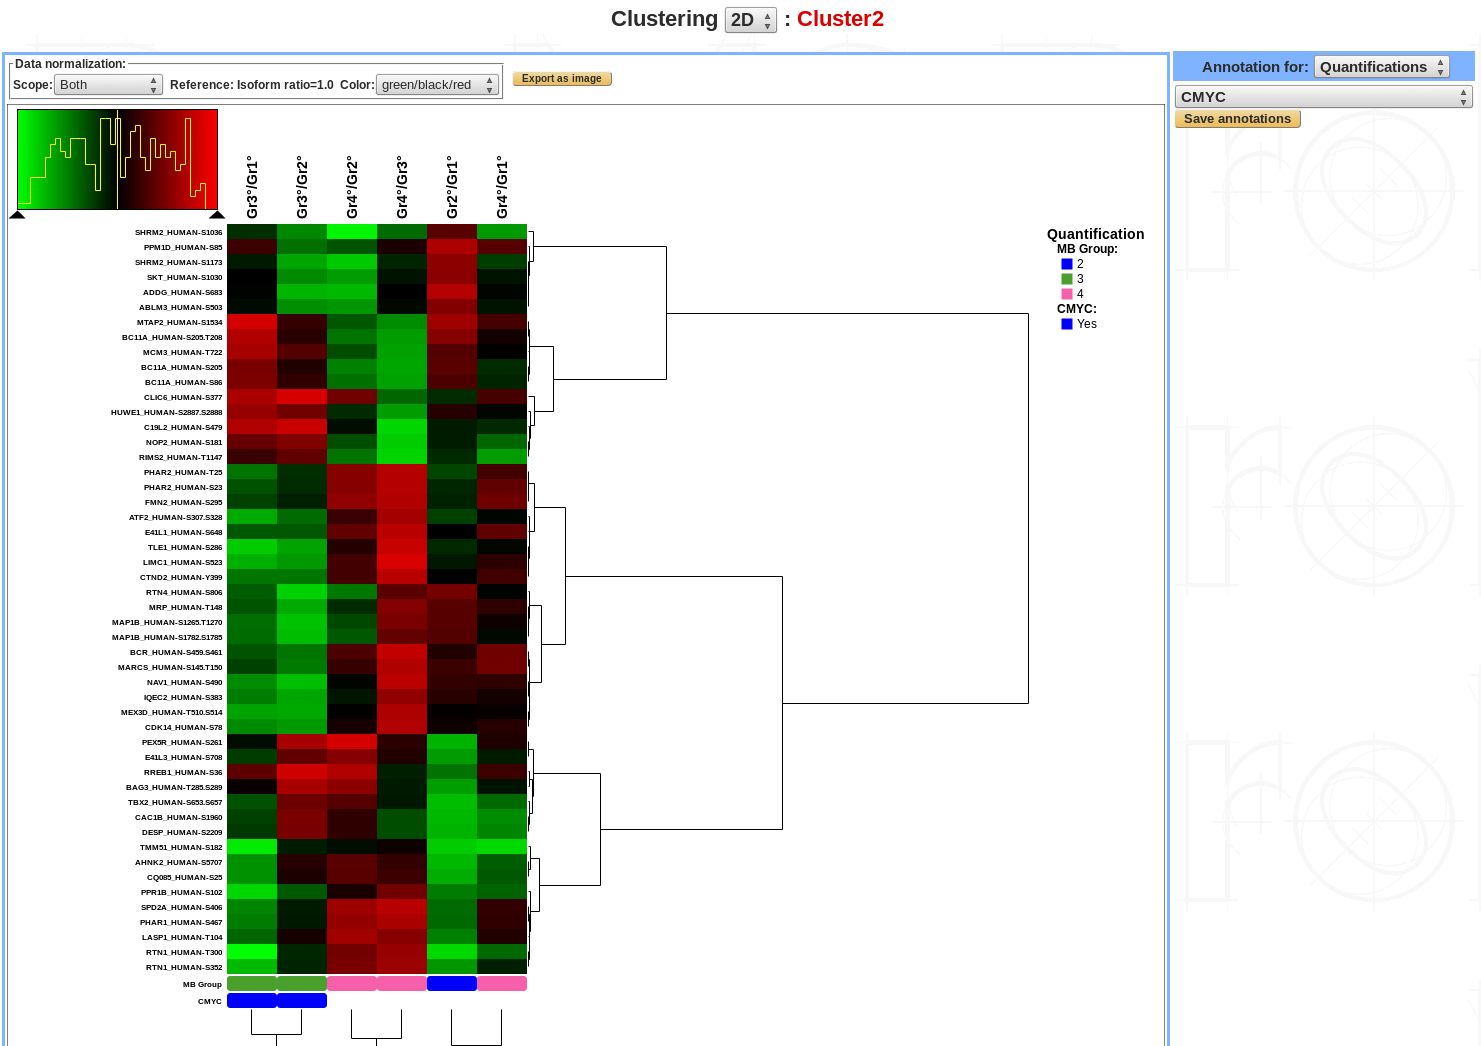 Clustering 2D : Cluster2
Data normalization:
Scope: Both Reference: Isoform ratio=1.0 Color: green/black/red
Export as image
Annotation for: Quantifications
CMYC
Save annotations
Gr3°/Gr1°
Gr3°/Gr2°
Gr4°/Gr2°
Gr4°/Gr3°
Gr2°/Gr1°
Gr4°/Gr1°
Quantification
MB Group:
2
3
4
CMYC:
Yes
SHRM2_HUMAN-S1036
PPM1D_HUMAN-S85
SHRM2_HUMAN-S1173
SKT_HUMAN-S1030
ADDG_HUMAN-S683
ABLM3_HUMAN-S503
MTAP2_HUMAN-S1534
BC11A_HUMAN-S205.T208
MCM3_HUMAN-T722
BC11A_HUMAN-S205
BC11A_HUMAN-S86
CLIC6_HUMAN-S377
HUWE1_HUMAN-S2887.S2888
C19L2_HUMAN-S479
NOP2_HUMAN-S181
RIMS2_HUMAN-T1147
PHAR2_HUMAN-T25
PHAR2_HUMAN-S23
FMN2_HUMAN-S295
ATF2_HUMAN-S307.S328
E41L1_HUMAN-S648
TLE1_HUMAN-S286
LIMC1_HUMAN-S523
CTND2_HUMAN-Y399
RTN4_HUMAN-S806
MRP_HUMAN-T148
MAP1B_HUMAN-S1265.T1270
MAP1B_HUMAN-S1782.S1785
BCR_HUMAN-S459.S461
MARCS_HUMAN-S145.T150
NAV1_HUMAN-S490
IQEC2_HUMAN-S383
MEX3D_HUMAN-T510.S514
CDK14_HUMAN-S78
PEX5R_HUMAN-S261
E41L3_HUMAN-S708
RREB1_HUMAN-S36
BAG3_HUMAN-T285.S289
TBX2_HUMAN-S653.S657
CAC1B_HUMAN-S1960
DESP_HUMAN-S2209
TMM51_HUMAN-S182
AHNK2_HUMAN-S5707
CQ085_HUMAN-S25
PPR1B_HUMAN-S102
SPD2A_HUMAN-S406
PHAR1_HUMAN-S467
LASP1_HUMAN-T104
RTN1_HUMAN-T300
RTN1_HUMAN-S352
MB Group
CMYC